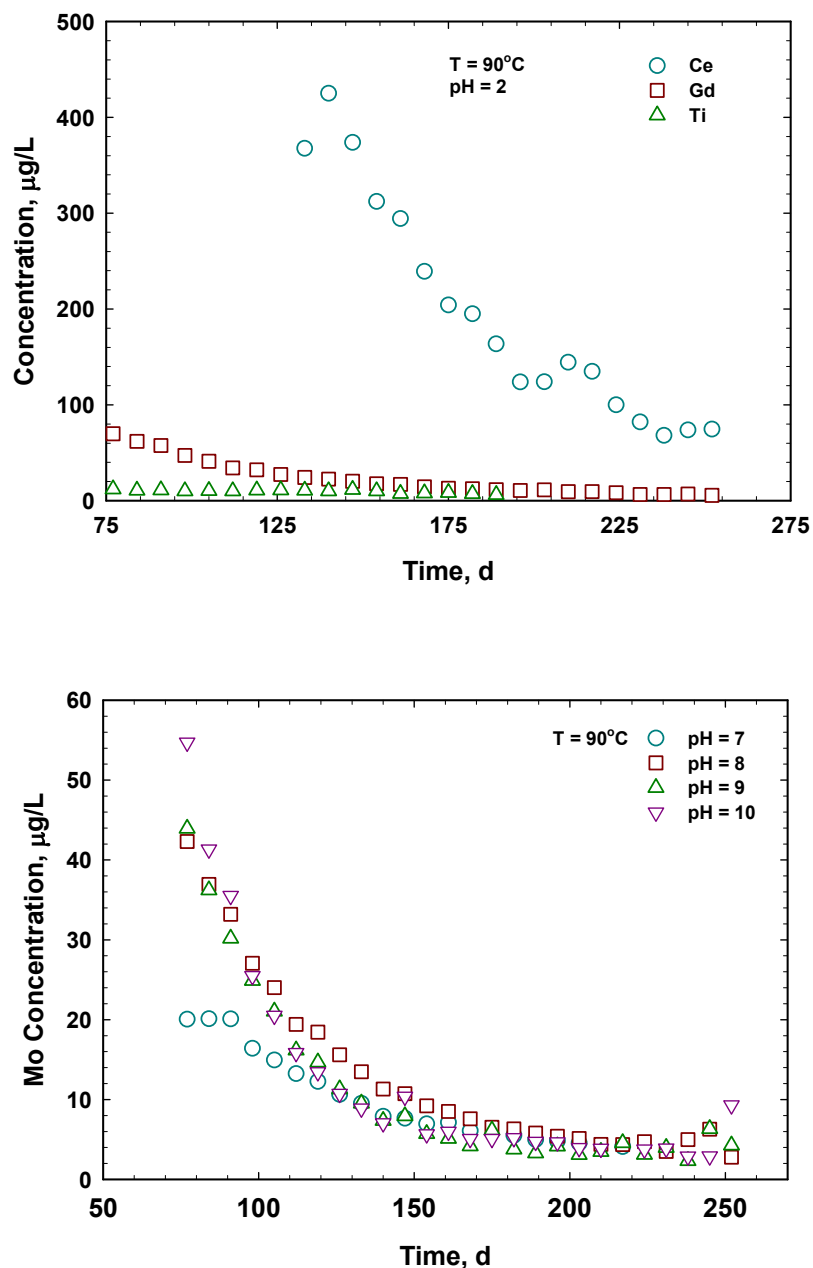 500
400
300
200
100
0
Concentration, μg/L
T = 90°C
pH = 2
Ce
Gd
Ti
75 125 175 225 275
Time, d
60
50
40
30
20
10
0
Mo Concentration, μg/L
T = 90°C
pH = 7
pH = 8
pH = 9
pH = 10
50 100 150 200 250
Time, d